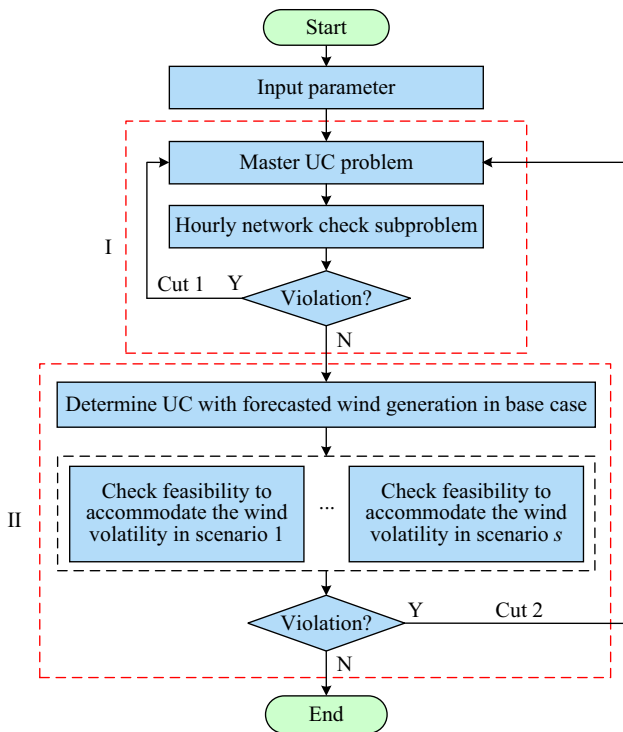 Start
Input parameter
Master UC problem
Hourly network check subproblem
I
Cut 1
Y
Violation?
N
Determine UC with forecasted wind generation in base case
II
Check feasibility to
accommodate the wind
volatility in scenario 1
...
Check feasibility to
accommodate the wind
volatility in scenario s
Violation?
Y
Cut 2
N
End